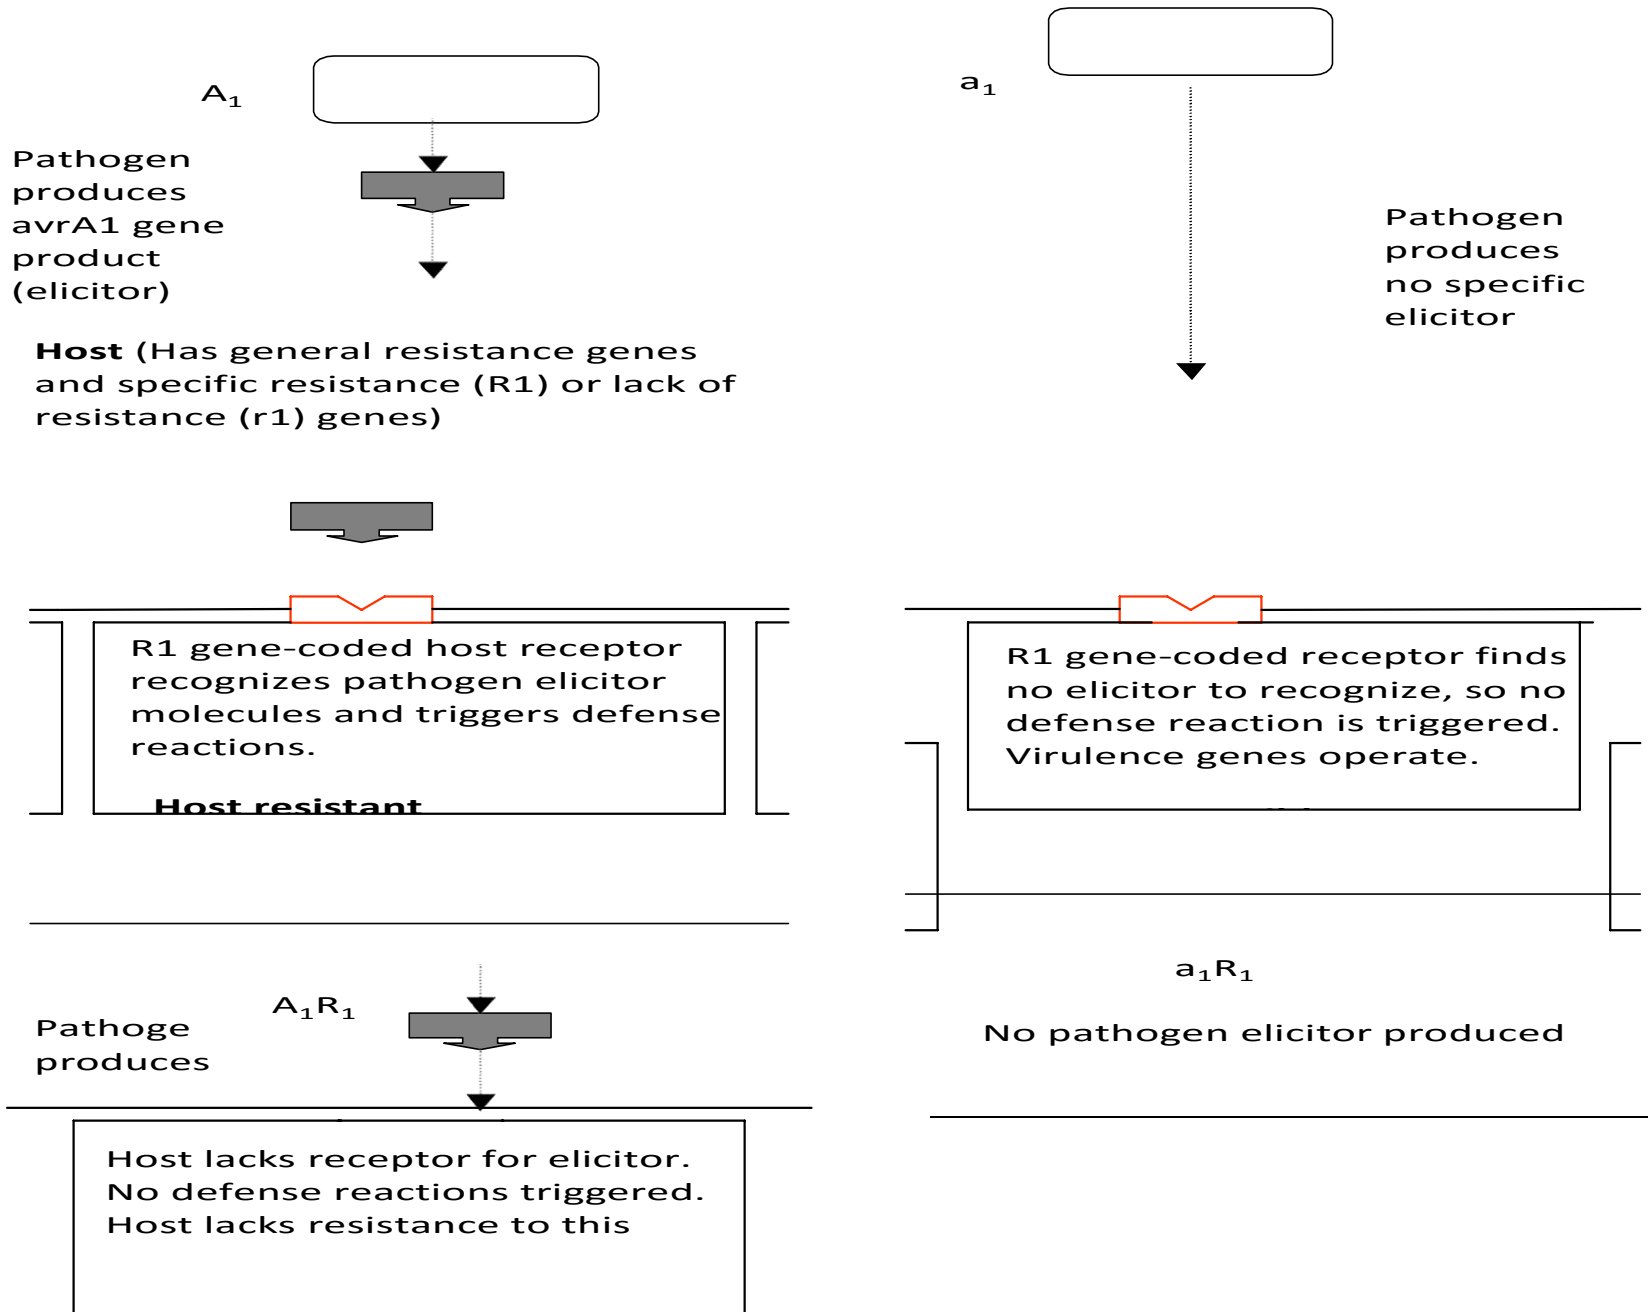 A₁
a₁
Pathogen
produces
avrA1 gene
product
(elicitor)
Pathogen
produces
no specific
elicitor
Host (Has general resistance genes
and specific resistance (R1) or lack of
resistance (r1) genes)
R1 gene-coded host receptor
recognizes pathogen elicitor
molecules and triggers defense
reactions.
Host resistant
R1 gene-coded receptor finds
no elicitor to recognize, so no
defense reaction is triggered.
Virulence genes operate.
A₁R₁
Pathoge
produces
a₁R₁
No pathogen elicitor produced
Host lacks receptor for elicitor.
No defense reactions triggered.
Host lacks resistance to this